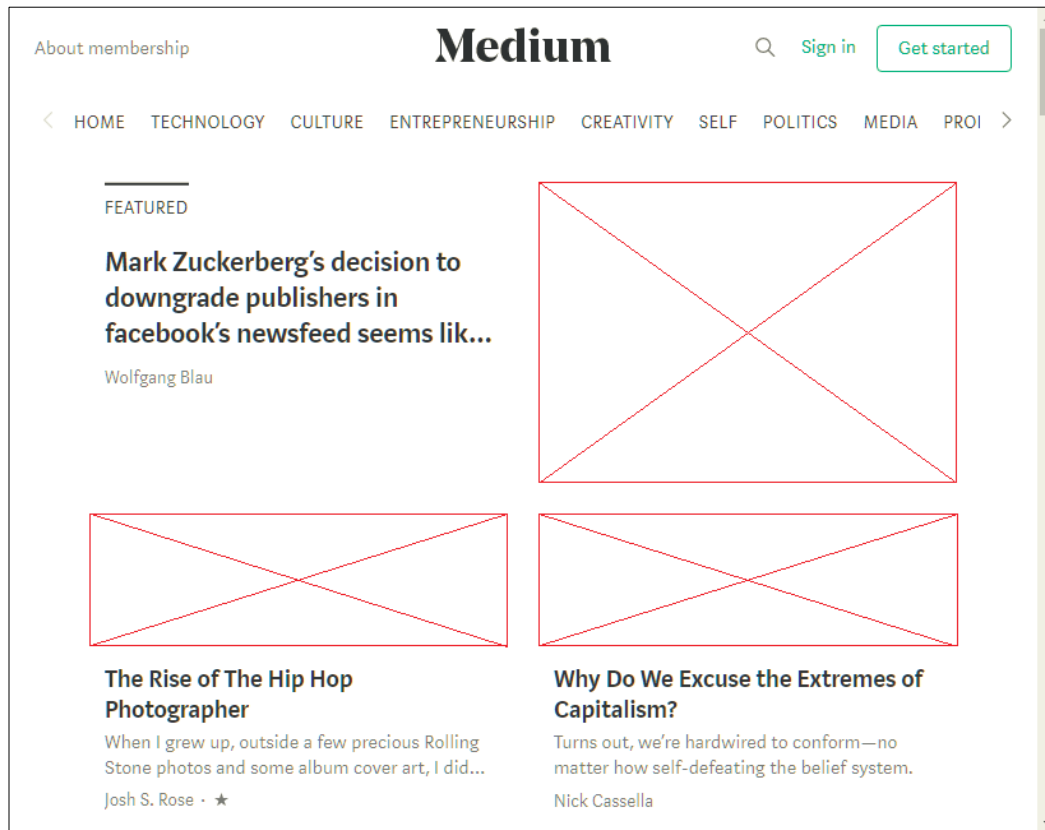 About membership
Medium
Sign in
Get started
HOME TECHNOLOGY CULTURE ENTREPRENEURSHIP CREATIVITY SELF POLITICS MEDIA PROI
FEATURED
Mark Zuckerberg’s decision to
downgrade publishers in
facebook’s newsfeed seems lik...
Wolfgang Blau
The Rise of The Hip Hop
Photographer
When I grew up, outside a few precious Rolling
Stone photos and some album cover art, I did...
Josh S. Rose · ★
Why Do We Excuse the Extremes of
Capitalism?
Turns out, we’re hardwired to conform—no
matter how self-defeating the belief system.
Nick Cassella